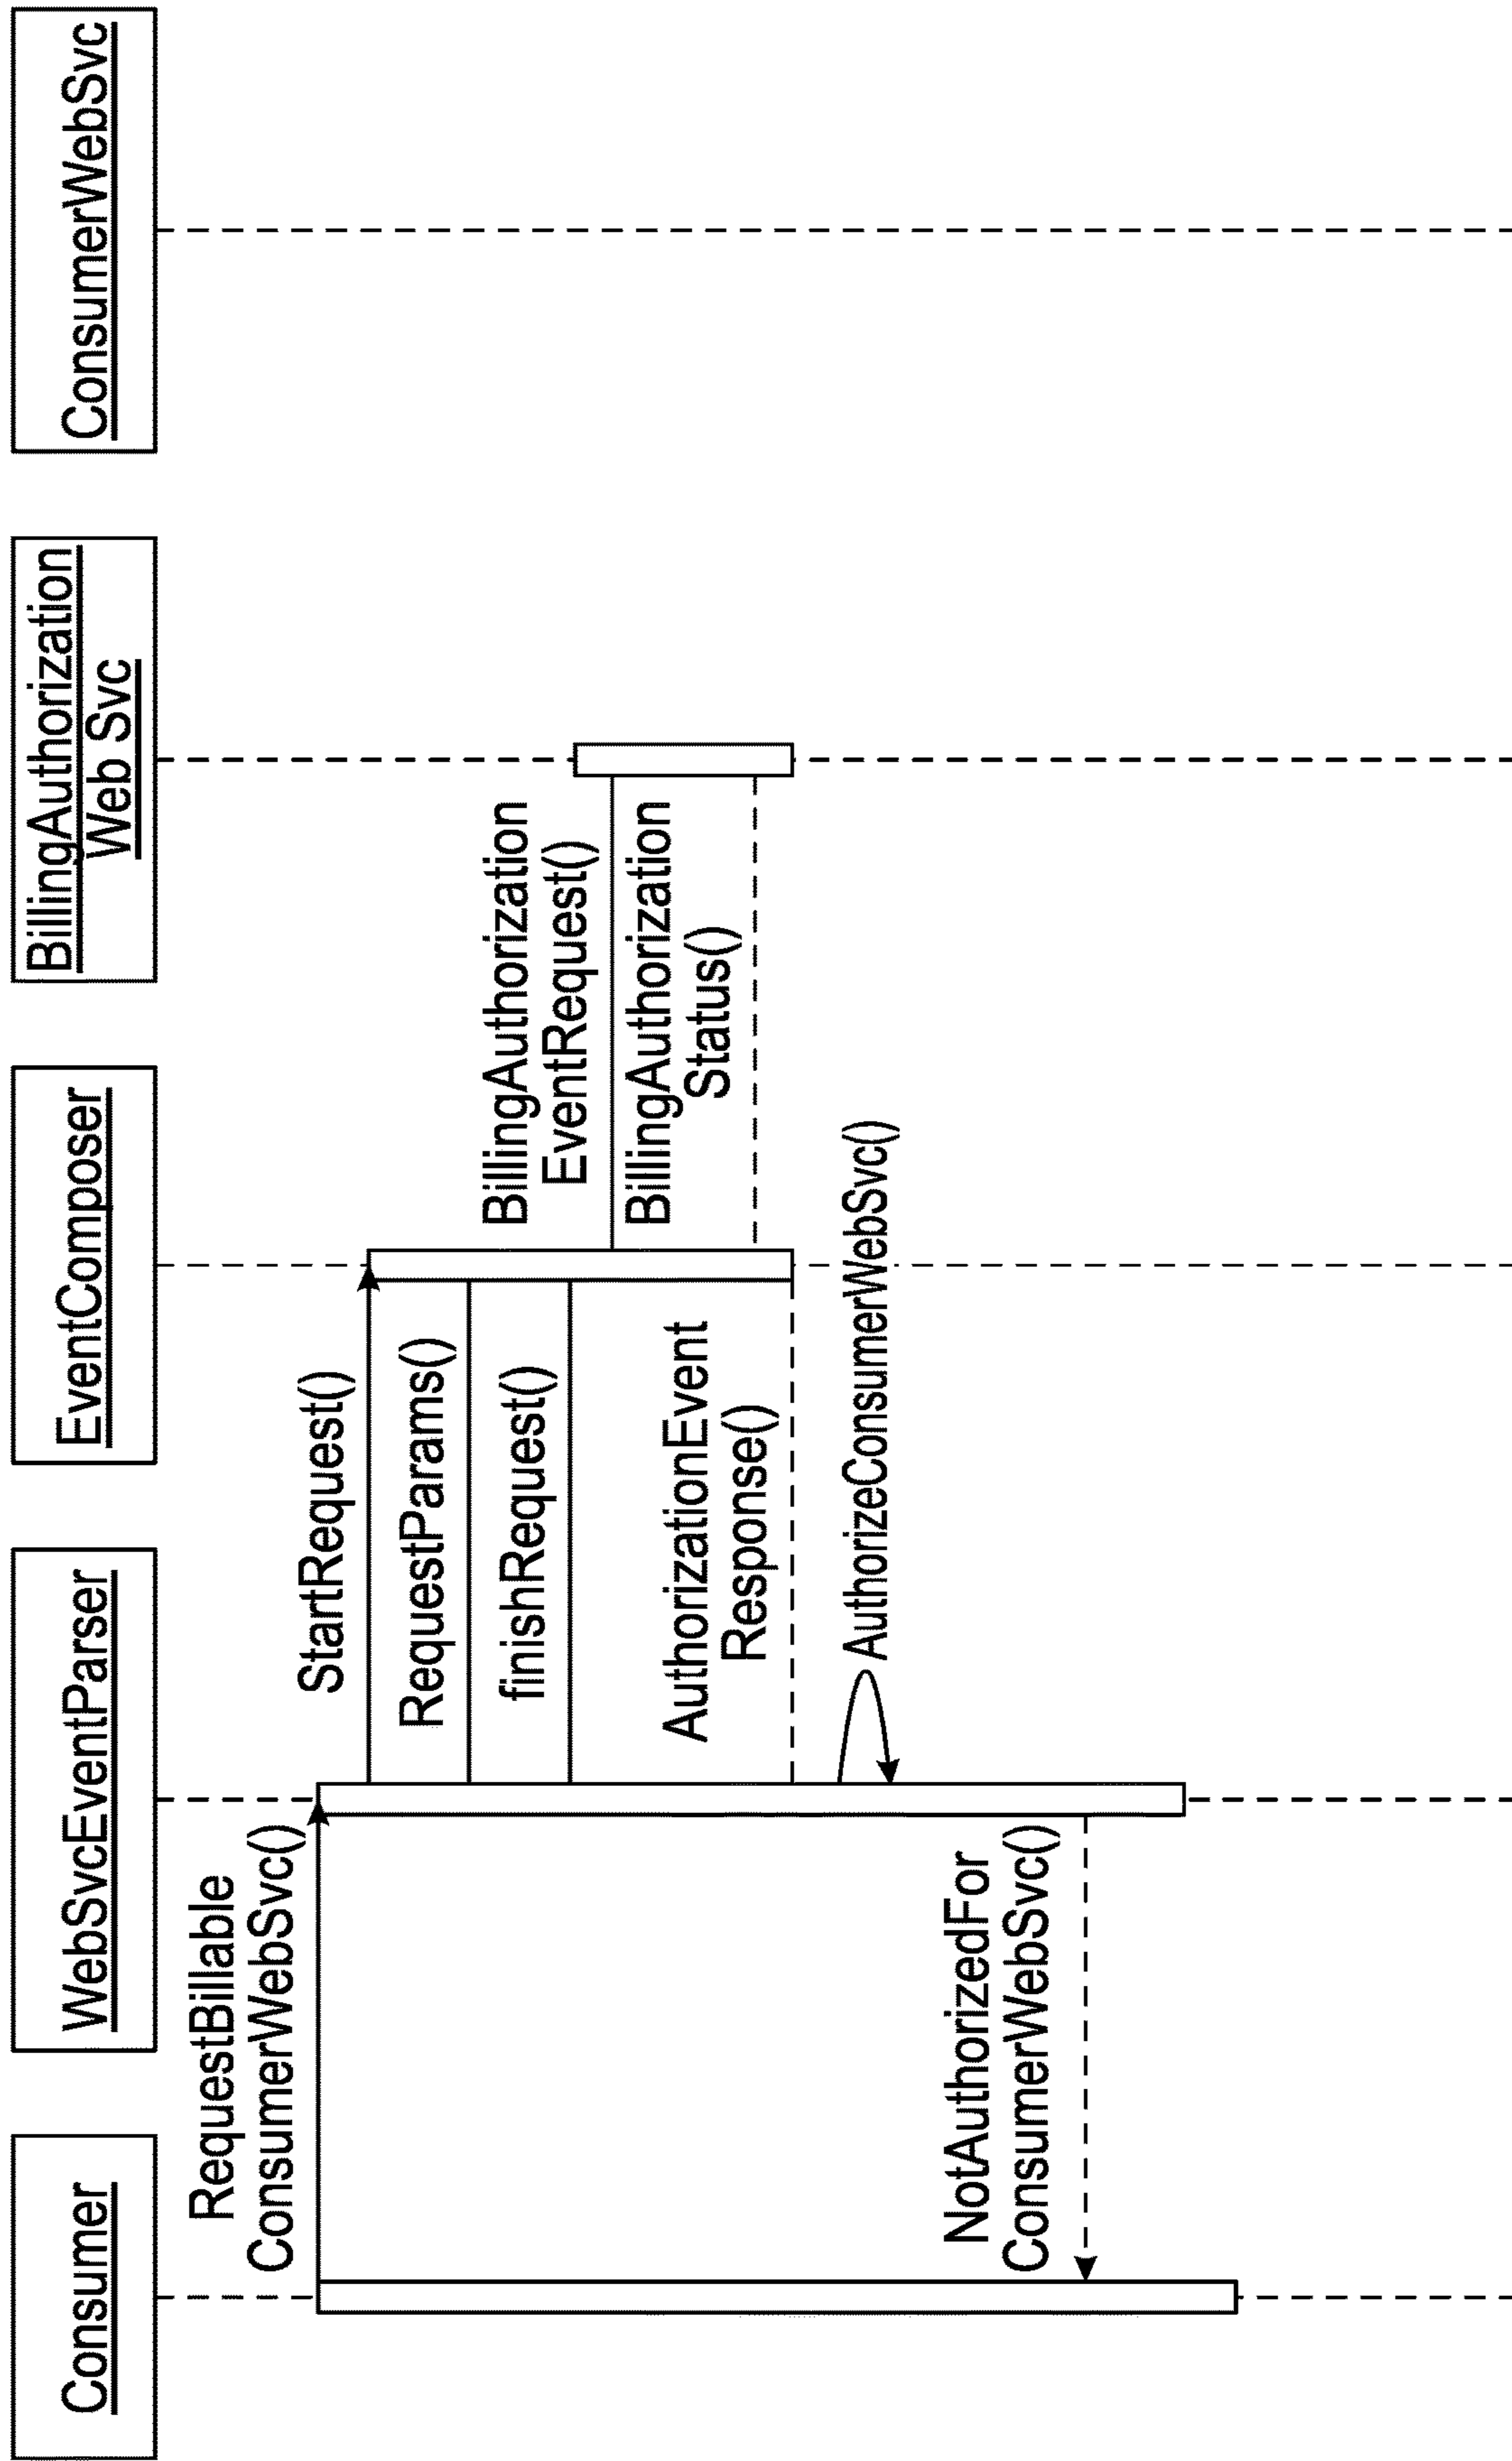 Consumer
WebSvcEventParser
EventComposer
BillingAuthorization
Web Svc
ConsumerWebSvc
RequestBillable
ConsumerWebSvc()
StartRequest()
RequestParams()
finishRequest()
BillingAuthorization
EventRequest()
BillingAuthorization
Status()
AuthorizationEvent
Response()
AuthorizeConsumerWebSvc()
NotAuthorizedFor
ConsumerWebSvc()